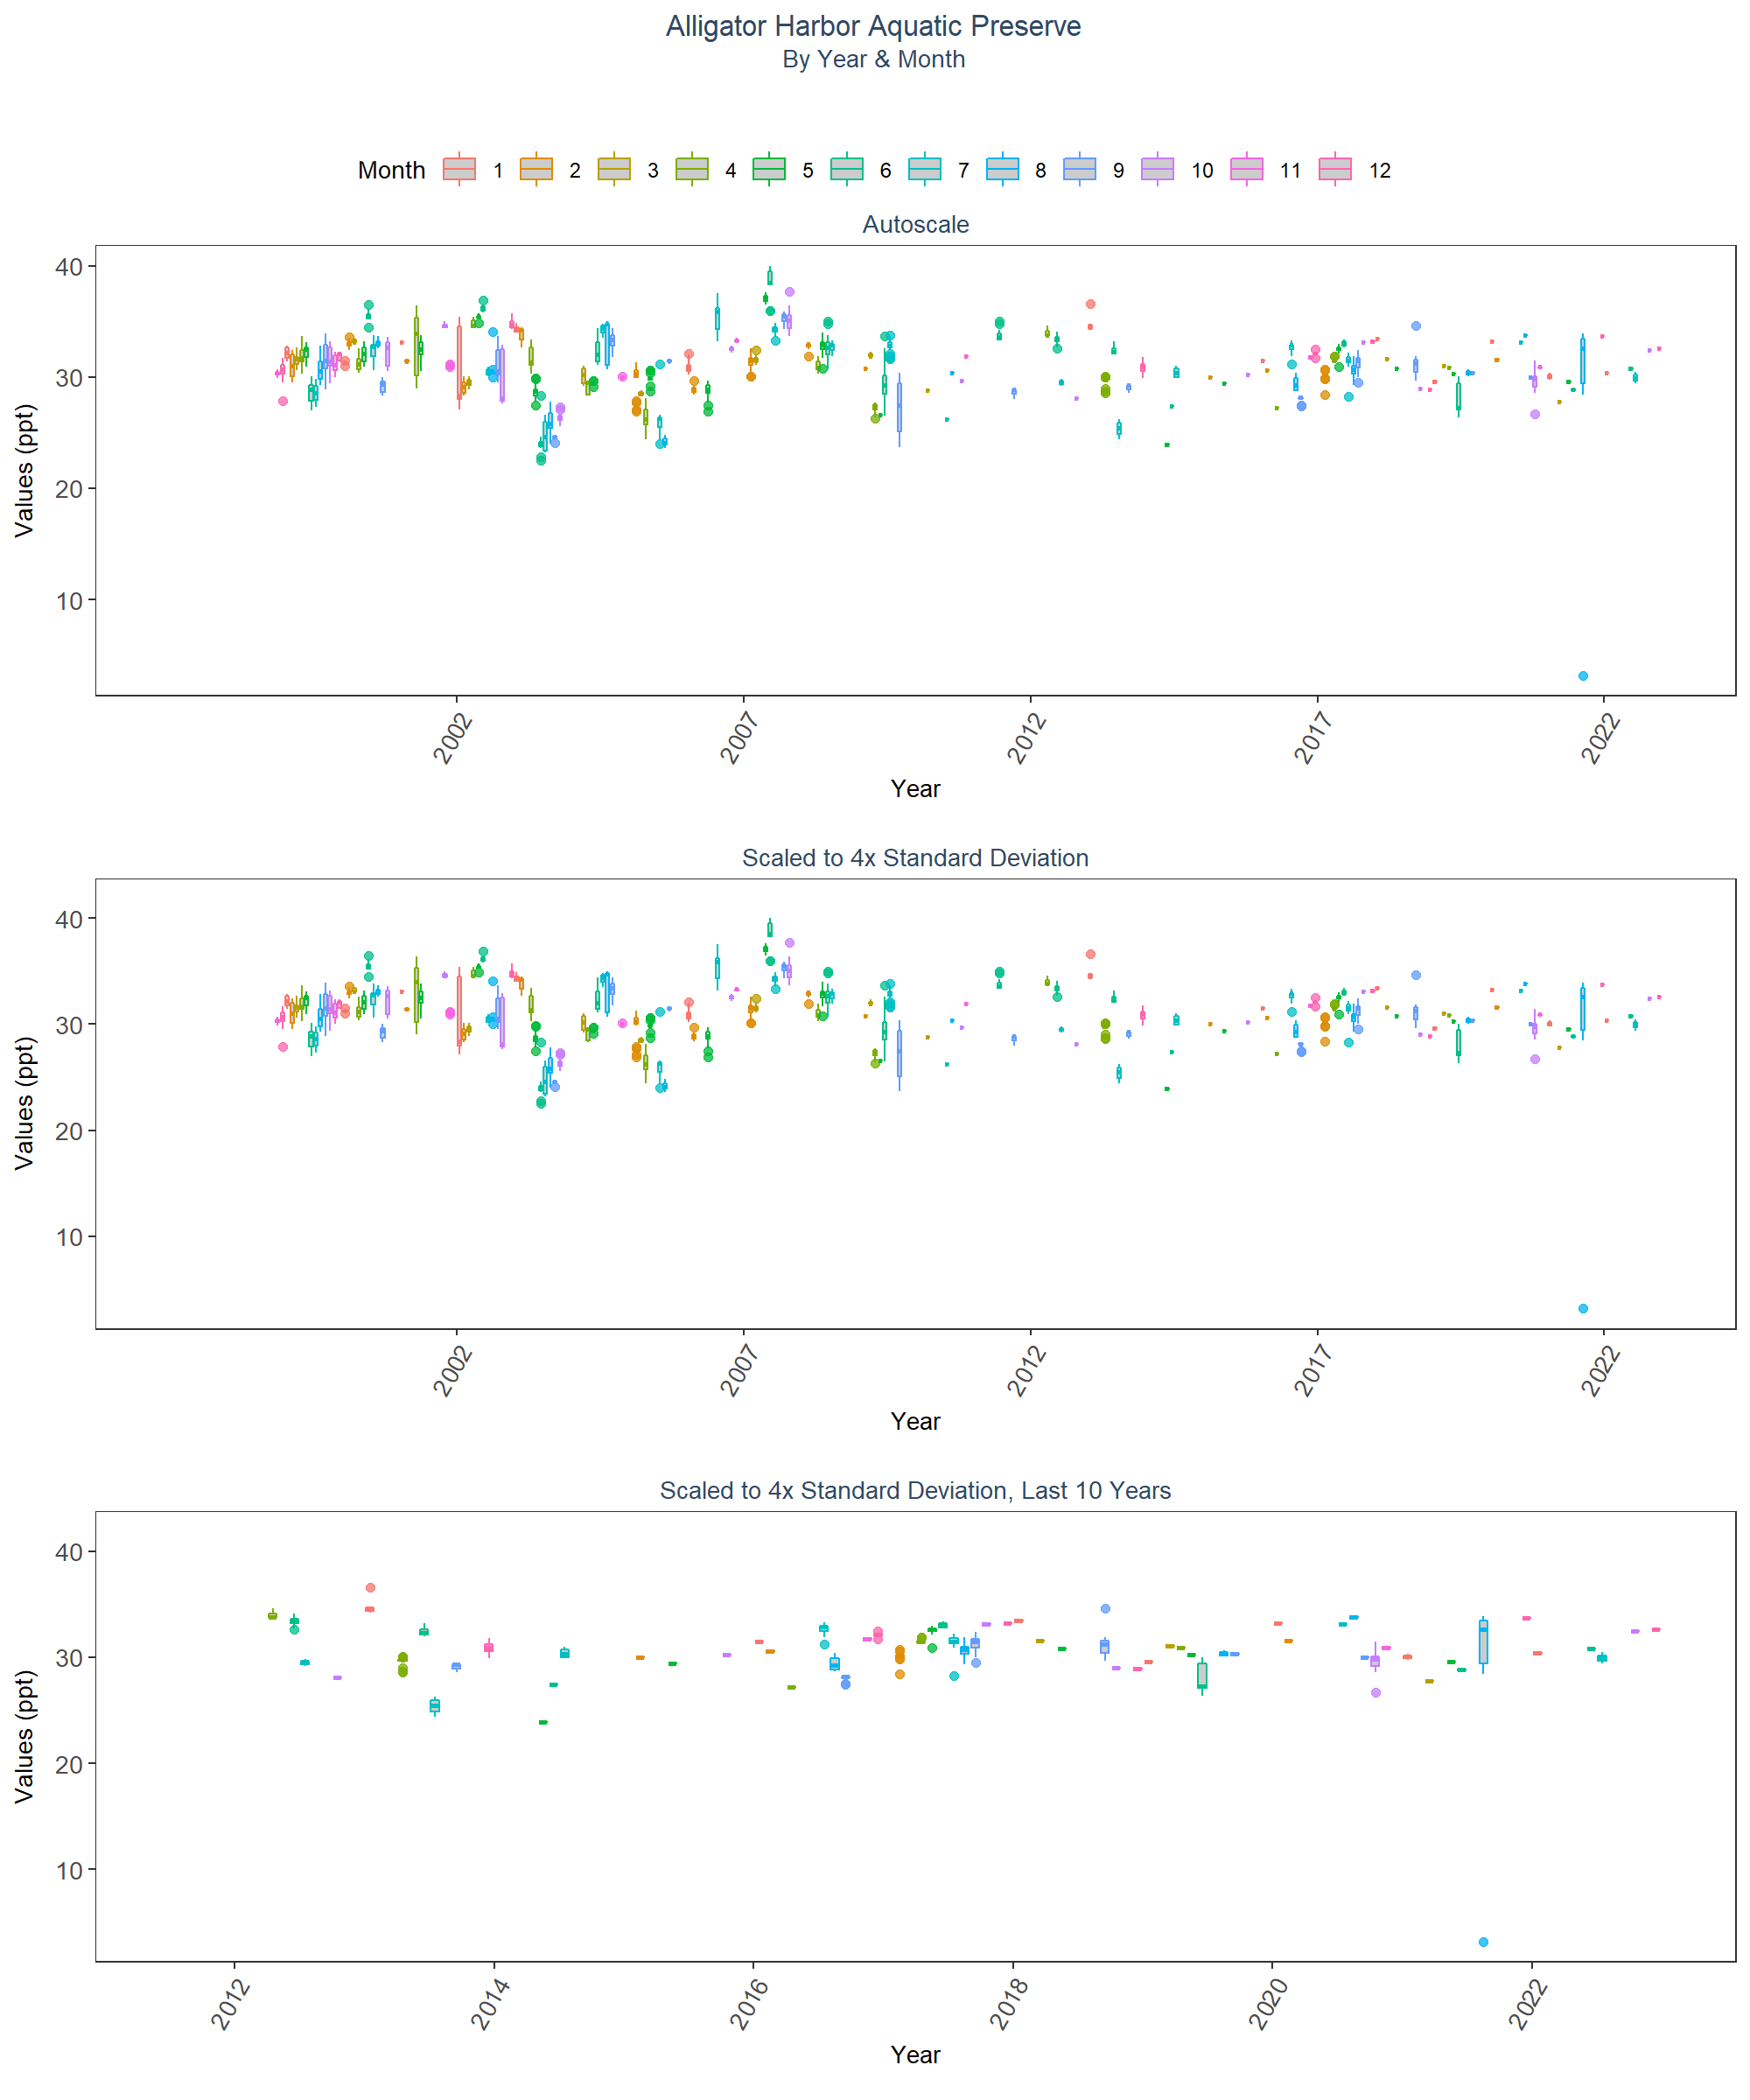 Alligator Harbor Aquatic Preserve
By Year & Month
Month 1 2 3 4 5 6 7 8 9 10 11 12
Autoscale
40
30
20
10
Values (ppt)
2002 2007 2012 2017 2022
Year
Scaled to 4x Standard Deviation
40
30
20
10
Values (ppt)
2002 2007 2012 2017 2022
Year
Scaled to 4x Standard Deviation, Last 10 Years
40
30
20
10
Values (ppt)
2012 2014 2016 2018 2020 2022
Year